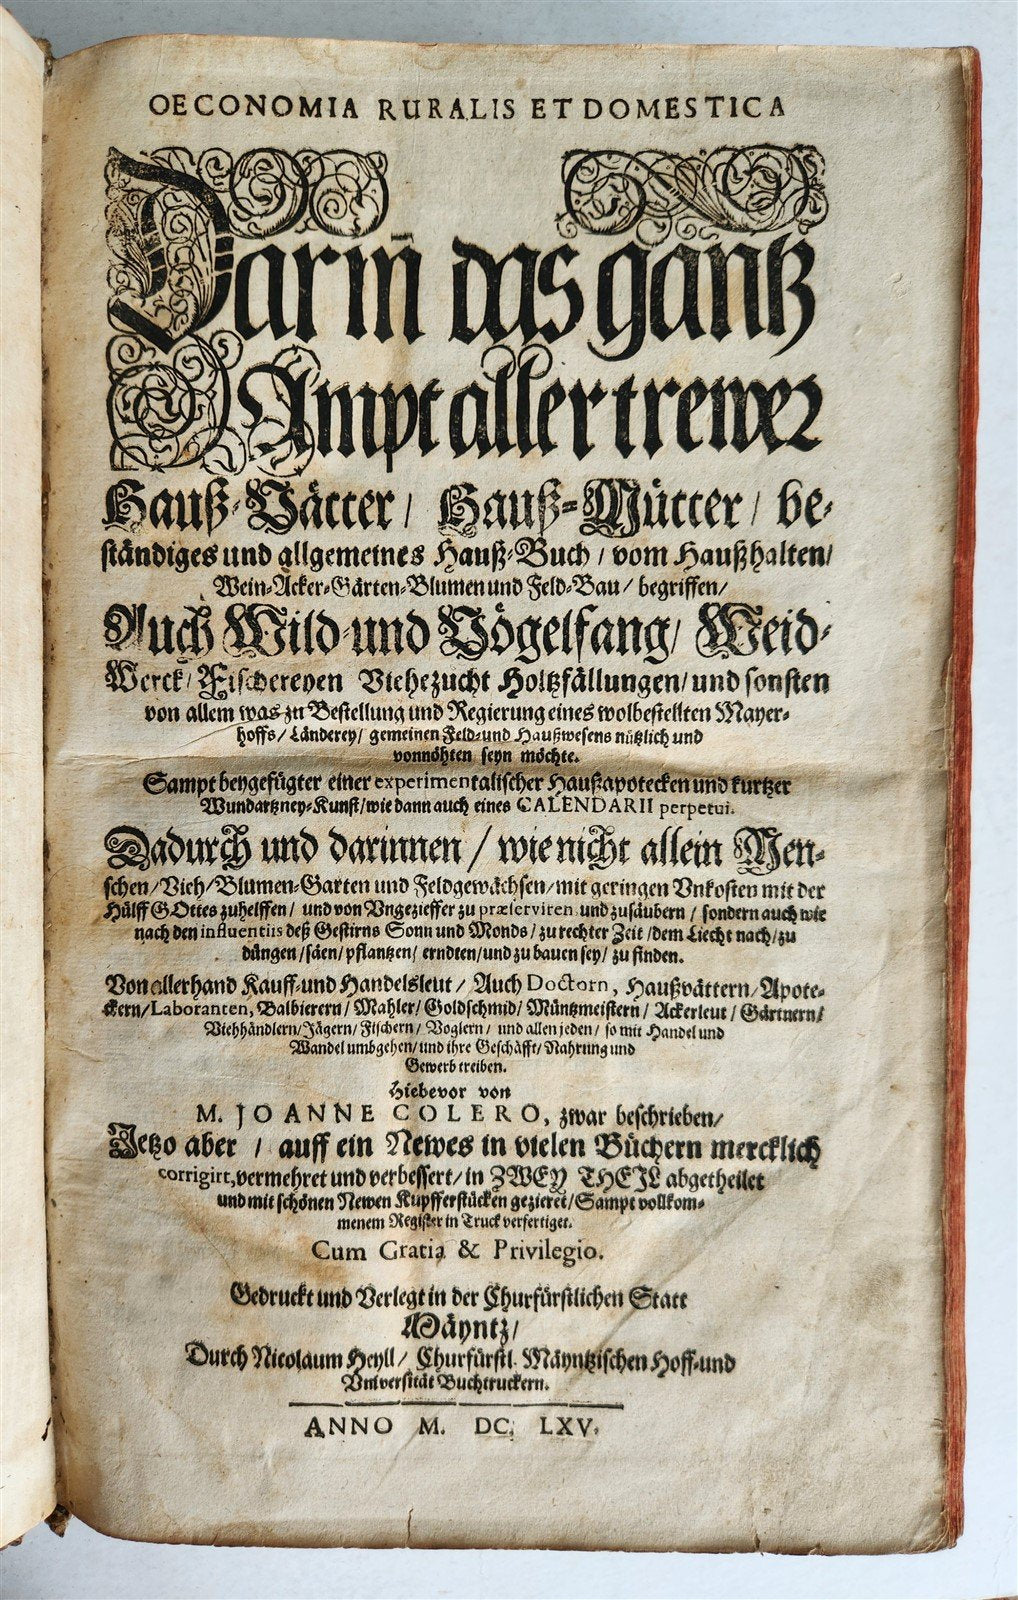 OECONOMIA RURALIS ET DOMESTICA
Darin̄ das gantz
Ampt aller trewer
Hauß-Vätter/ Hauß-Mütter/ be-
ständiges und allgemeines Hauß-Buch/ vom Haußhalten/
Wein-Acker-Gärten-Blumen und Feld-Bau/ begriffen/
Auch Wild-und Vögelfang/ Weid-
Werck/ Fischereyen Viehezucht Holtzfällungen/ und sonsten
von allem was zu Bestellung und Regierung eines wolbestellten Mayer-
hoffs/ Länderey/ gemeinen Feld-und Haußwesens nützlich und
vonnöhten seyn möchte.
Sampt beygefügter einer experimentalischer Haußapotecken und kurtzer
Wundartzney-Kunst/ wie dann auch eines CALENDARII perpetui.
Dadurch und darinnen/ wie nicht allein Men-
schen/ Vieh/ Blumen-Garten und Feldgewächsen/ mit geringen Vnkosten mit der
Hülff GOttes zuhelffen/ und von Vngezieffer zu præserviren und zusäubern/ sondern auch wie
nach den influentiis deß Gestirns Sonn und Monds/ zu rechter Zeit/ dem Liecht nach/ zu
düngen/ säen/ pflantzen/ erndten/ und zu bauen sey/ zu finden.
Von allerhand Kauff-und Handelsleut/ Auch Doctorn, Haußvättern/ Apote-
ckern/ Laboranten, Balbierern/ Mahler/ Goldschmid/ Müntzmeistern/ Ackerleut/ Gärtnern/
Viehhändlern/ Jägern/ Fischern/ Voglern/ und allen jeden/ so mit Handel und
Wandel umbgehen/ und ihre Geschäfft/ Nahrung und
Gewerb treiben.
Hiebevor von
M. JOANNE COLERO, zwar beschrieben/
Jetzo aber/ auff ein Newes in vielen Büchern mercklich
corrigirt, vermehret und verbessert/ in ZWEY THEIL abgetheilet
und mit schönen Newen Kupfferstücken gezieret/ Sampt vollkom-
menem Register in Truck verfertiget.
Cum Gratia & Privilegio.
Gedruckt und Verlegt in der Churfürstlichen Statt
Mäyntz/
Durch Nicolaum Heyll/ Churfürstl. Mäyntzischen Hoff-und
Vniversität Buchtruckern.
ANNO M. DC. LXV.